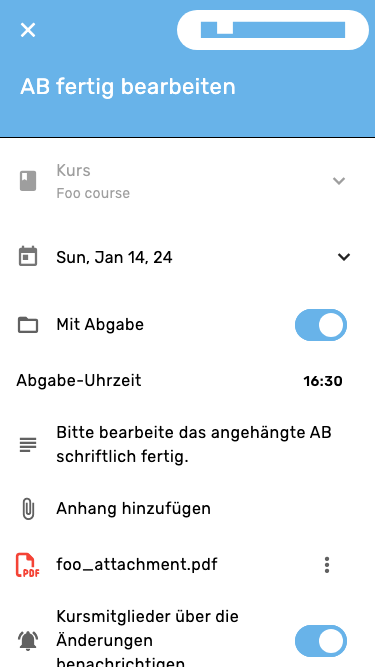 AB fertig bearbeiten
Kurs
Foo course
Sun, Jan 14, 24
Mit Abgabe
Abgabe-Uhrzeit
16:30
Bitte bearbeite das angehängte AB
schriftlich fertig.
Anhang hinzufügen
PDF
foo_attachment.pdf
Kursmitglieder über die
Änderungen
benachrichtigen